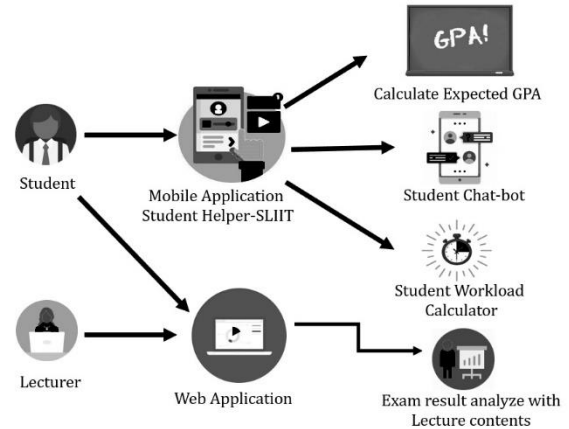 GPA!
Calculate Expected GPA
Student
Mobile Application
Student Helper-SLIIT
Student Chat-bot
Student Workload
Calculator
Lecturer
Web Application
Exam result analyze with
Lecture contents